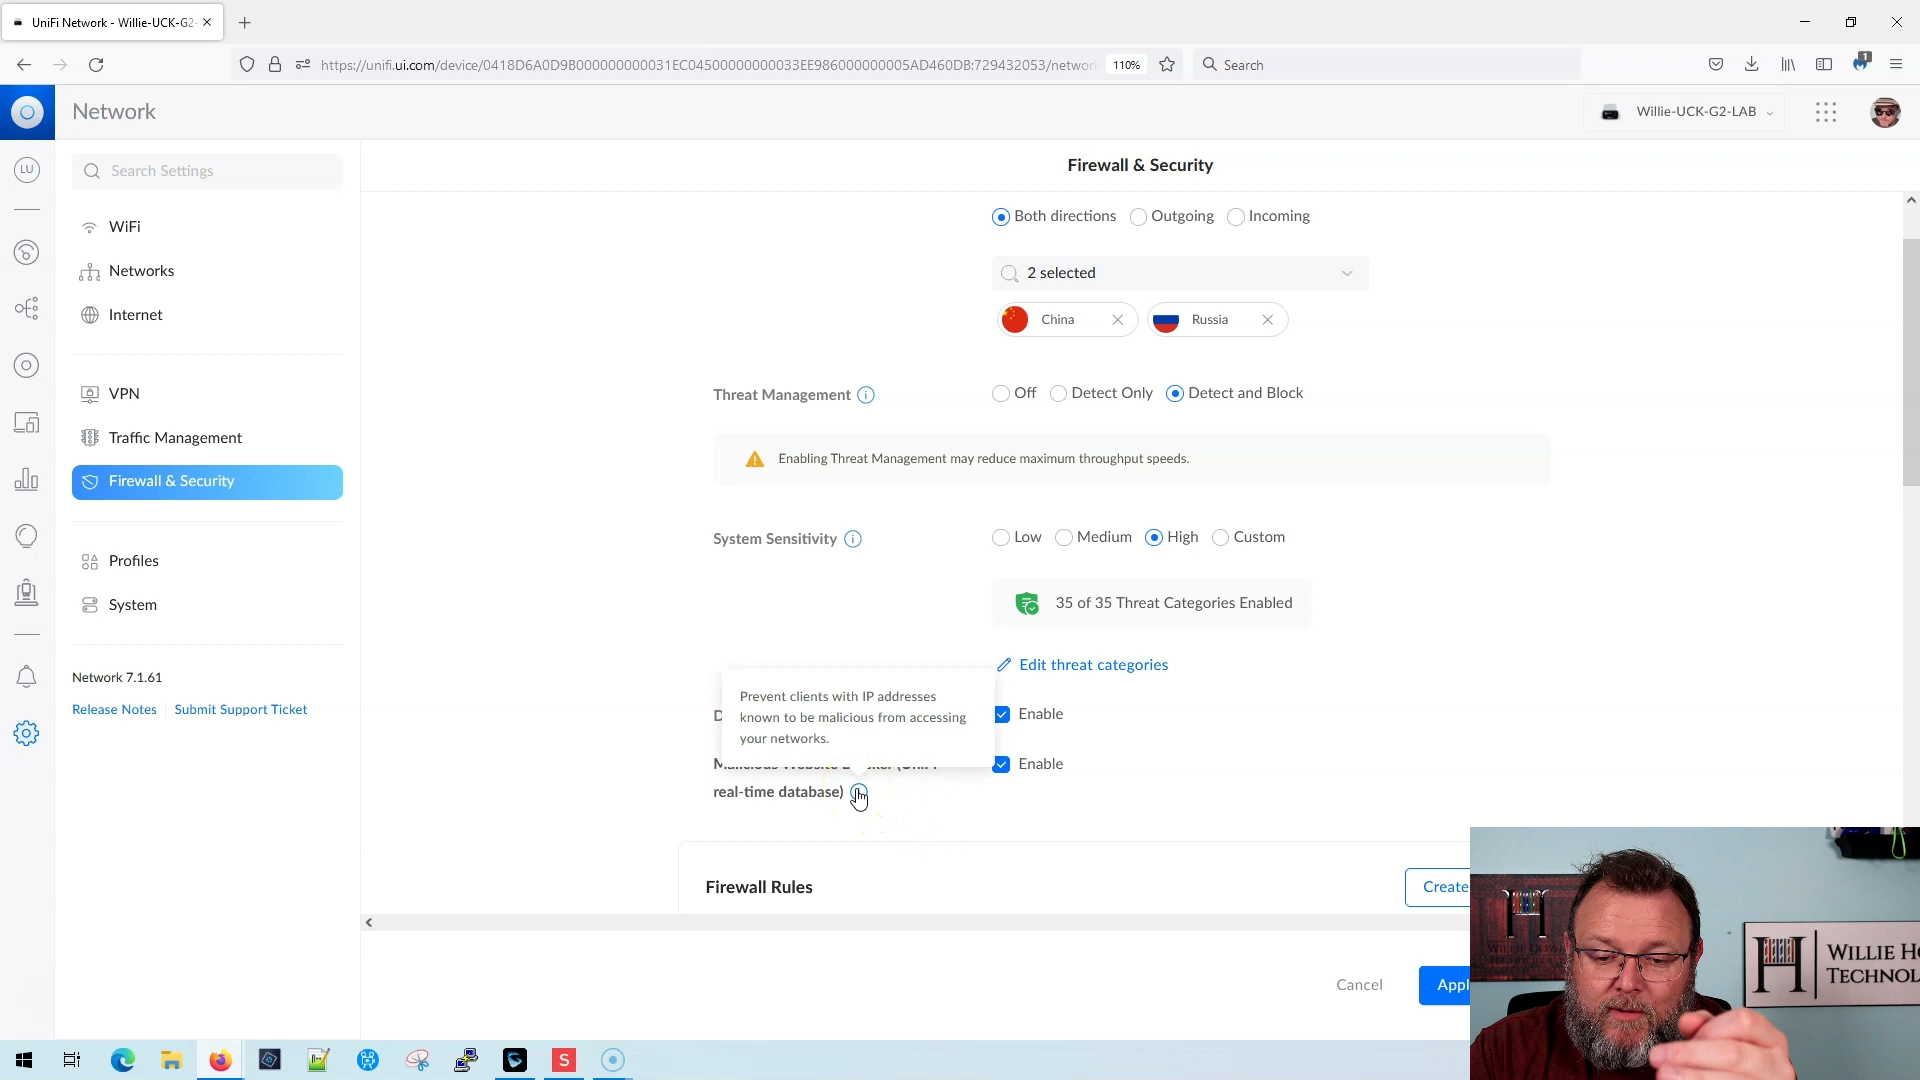 UniFi Network - Willie-UCK-G2-
https://unifi.ui.com/device/0418D6A0D9B000000000031EC04500000000033EE986000000005AD460DB:729432053/networ
110%
Search
1
Network
Willie-UCK-G2-LAB
LU
Search Settings
WiFi
Networks
Internet
VPN
Traffic Management
Firewall & Security
Profiles
System
Network 7.1.61
Release Notes
Submit Support Ticket
Firewall & Security
Both directions
Outgoing
Incoming
2 selected
China
Russia
Threat Management
Off
Detect Only
Detect and Block
Enabling Threat Management may reduce maximum throughput speeds.
System Sensitivity
Low
Medium
High
Custom
35 of 35 Threat Categories Enabled
Edit threat categories
Prevent clients with IP addresses
known to be malicious from accessing
your networks.
Enable
Enable
real-time database)
Firewall Rules
Create
Cancel
Appl
H
WILLIE HO
TECHNOL
S